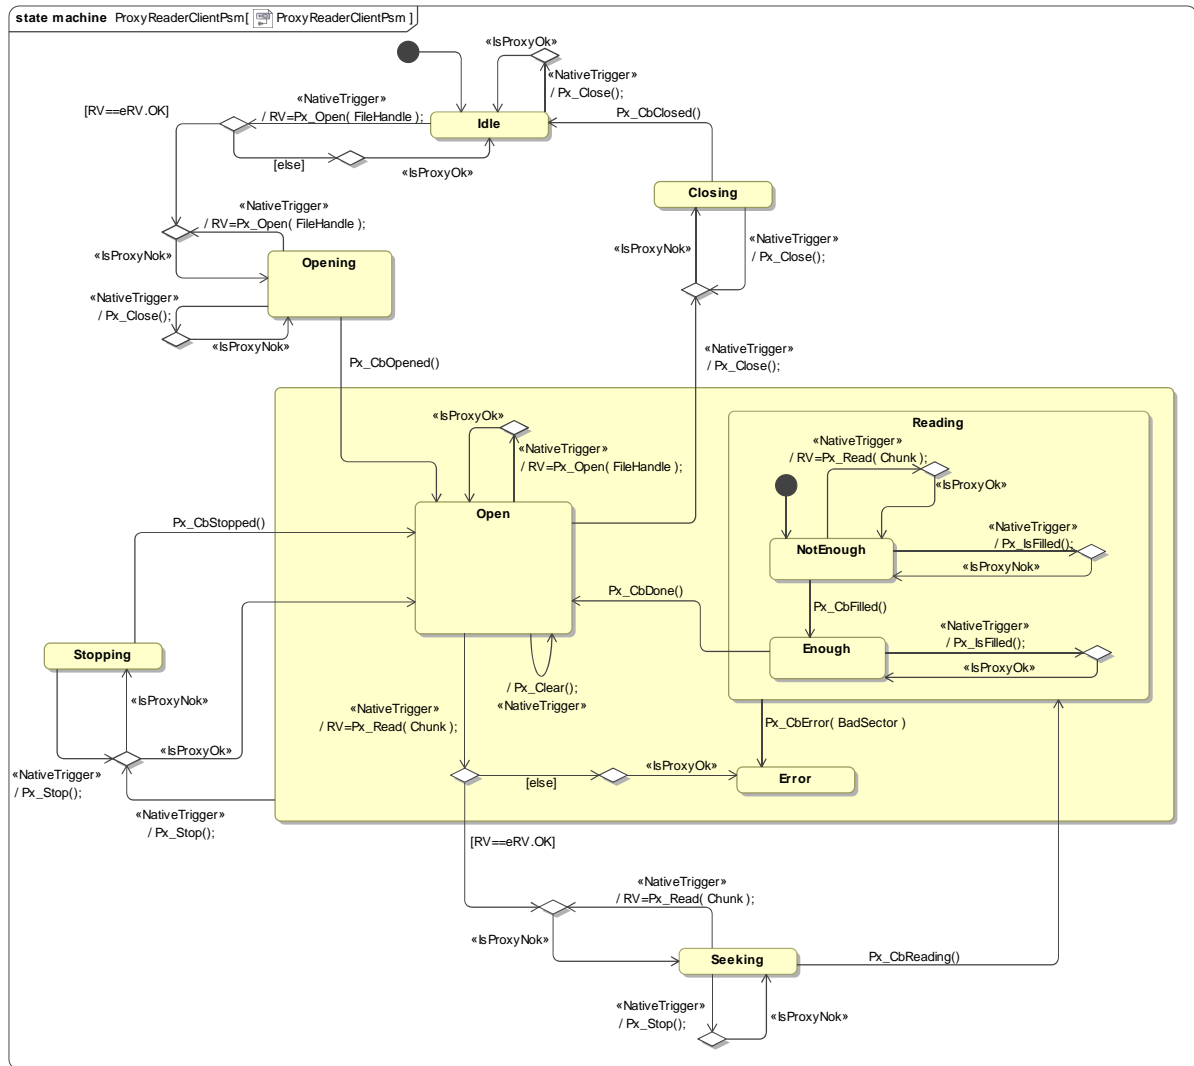 state machine ProxyReaderClientPsm[ ProxyReaderClientPsm ]
«IsProxyOk»
«NativeTrigger»
/ Px_Close();
«NativeTrigger»
/ RV=Px_Open( FileHandle );
[RV==eRV.OK]
Idle
Px_CbClosed()
[else]
«IsProxyOk»
Closing
«NativeTrigger»
/ RV=Px_Open( FileHandle );
«IsProxyNok»
Opening
«IsProxyNok»
«NativeTrigger»
/ Px_Close();
«NativeTrigger»
/ Px_Close();
«IsProxyNok»
Px_CbOpened()
«NativeTrigger»
/ Px_Close();
«IsProxyOk»
«NativeTrigger»
/ RV=Px_Open( FileHandle );
Reading
«NativeTrigger»
/ RV=Px_Read( Chunk );
«IsProxyOk»
Open
Px_CbStopped()
NotEnough
«NativeTrigger»
/ Px_IsFilled();
«IsProxyNok»
Px_CbDone()
Px_CbFilled()
Enough
«NativeTrigger»
/ Px_IsFilled();
«IsProxyOk»
Stopping
«IsProxyNok»
/ Px_Clear();
«NativeTrigger»
«NativeTrigger»
/ RV=Px_Read( Chunk );
Px_CbError( BadSector )
«IsProxyOk»
«NativeTrigger»
/ Px_Stop();
[else]
«IsProxyOk»
Error
«NativeTrigger»
/ Px_Stop();
[RV==eRV.OK]
«NativeTrigger»
/ RV=Px_Read( Chunk );
«IsProxyNok»
Seeking
Px_CbReading()
«NativeTrigger»
/ Px_Stop();
«IsProxyNok»